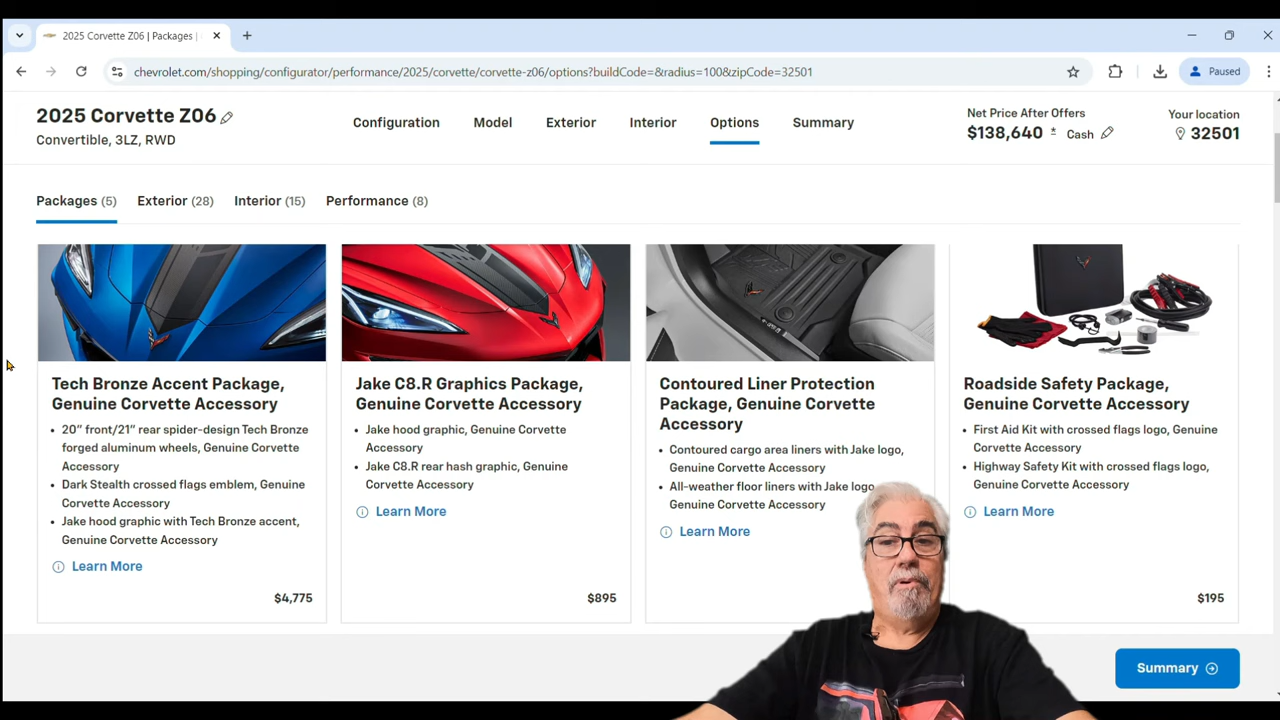 2025 Corvette Z06 | Packages |
chevrolet.com/shopping/configurator/performance/2025/corvette/corvette-z06/options?buildCode=&radius=100&zipCode=32501
Paused
2025 Corvette Z06
Convertible, 3LZ, RWD
Configuration
Model
Exterior
Interior
Options
Summary
Net Price After Offers
$138,640 ± Cash
Your location
32501
Packages (5)
Exterior (28)
Interior (15)
Performance (8)
Tech Bronze Accent Package,
Genuine Corvette Accessory
• 20" front/21" rear spider-design Tech Bronze
forged aluminum wheels, Genuine Corvette
Accessory
• Dark Stealth crossed flags emblem, Genuine
Corvette Accessory
• Jake hood graphic with Tech Bronze accent,
Genuine Corvette Accessory
Learn More
$4,775
Jake C8.R Graphics Package,
Genuine Corvette Accessory
• Jake hood graphic, Genuine Corvette
Accessory
• Jake C8.R rear hash graphic, Genuine
Corvette Accessory
Learn More
$895
Contoured Liner Protection
Package, Genuine Corvette
Accessory
• Contoured cargo area liners with Jake logo,
Genuine Corvette Accessory
• All-weather floor liners with Jake logo,
Genuine Corvette Accessory
Learn More
Roadside Safety Package,
Genuine Corvette Accessory
• First Aid Kit with crossed flags logo, Genuine
Corvette Accessory
• Highway Safety Kit with crossed flags logo,
Genuine Corvette Accessory
Learn More
$195
Summary